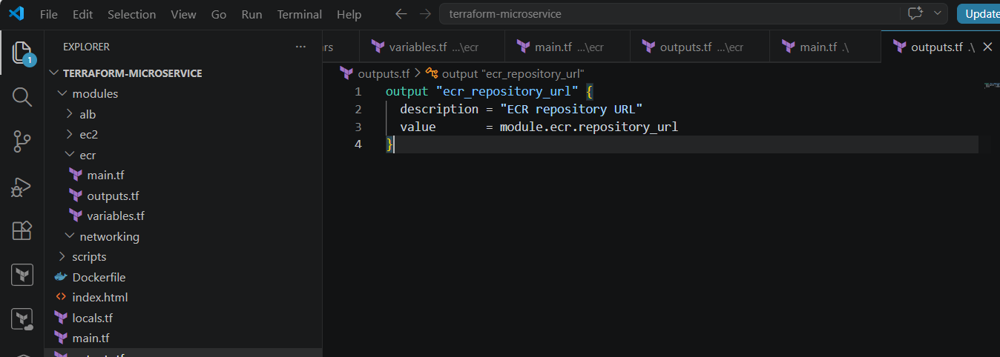 File Edit Selection View Go Run Terminal Help
terraform-microservice
Update
EXPLORER
ars
variables.tf ...\ecr
main.tf ...\ecr
outputs.tf ...\ecr
main.tf .\
outputs.tf .\
1
TERRAFORM-MICROSERVICE
modules
alb
ec2
ecr
main.tf
outputs.tf
variables.tf
networking
scripts
Dockerfile
index.html
locals.tf
main.tf
outputs.tf > output "ecr_repository_url"
1 output "ecr_repository_url" {
2 description = "ECR repository URL"
3 value       = module.ecr.repository_url
4 }